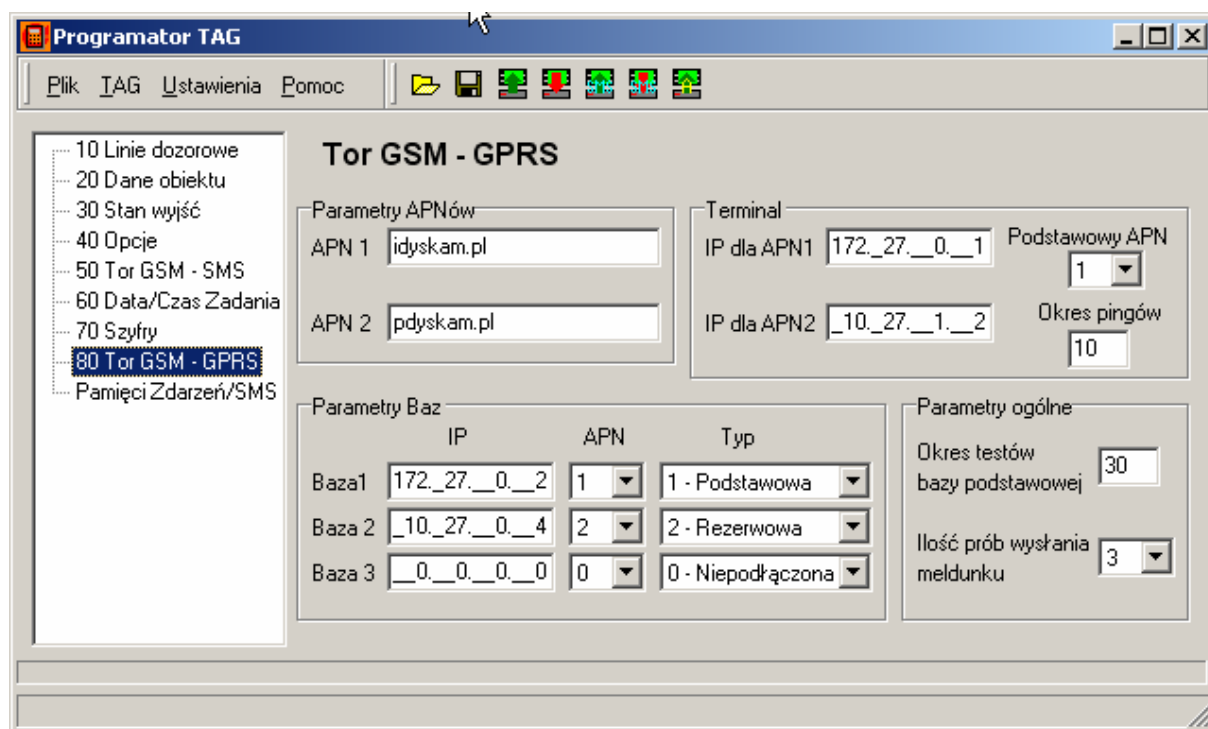 Programator TAG
Plik TAG Ustawienia Pomoc
10 Linie dozorowe
20 Dane obiektu
30 Stan wyjść
40 Opcje
50 Tor GSM - SMS
60 Data/Czas Zadania
70 Szyfry
80 Tor GSM - GPRS
Pamięci Zdarzeń/SMS
Tor GSM - GPRS
Parametry APNów
APN 1 idyskam.pl
APN 2 pdyskam.pl
Terminal
IP dla APN1 172._27.__0.__1
Podstawowy APN
1
IP dla APN2 _10._27.__1.__2
Okres pingów
10
Parametry Baz
IP APN Typ
Baza1 172._27.__0.__2 1 1 - Podstawowa
Baza 2 _10._27.__0.__4 2 2 - Rezerwowa
Baza 3 __0.__0.__0.__0 0 0 - Niepodłączona
Parametry ogólne
Okres testów
bazy podstawowej 30
Ilość prób wysłania
meldunku 3